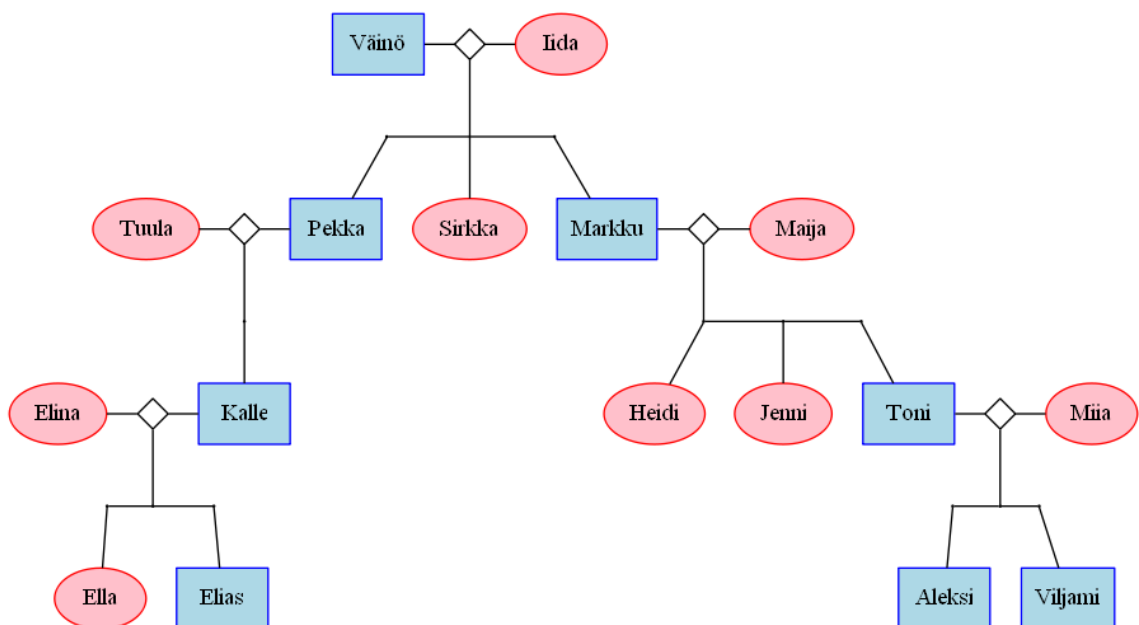 Väinö
Iida
Tuula
Pekka
Sirkka
Markku
Maija
Elina
Kalle
Heidi
Jenni
Toni
Miia
Ella
Elias
Aleksi
Viljami